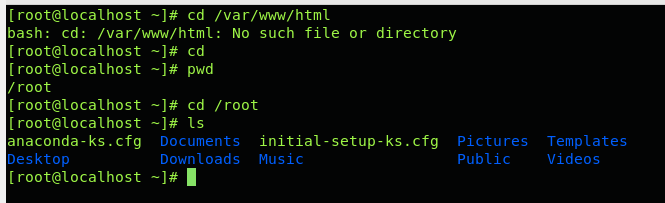 [root@localhost ~]# cd /var/www/html
bash: cd: /var/www/html: No such file or directory
[root@localhost ~]# cd
[root@localhost ~]# pwd
/root
[root@localhost ~]# cd /root
[root@localhost ~]# ls
anaconda-ks.cfg  Documents  initial-setup-ks.cfg  Pictures  Templates
Desktop          Downloads  Music                 Public    Videos
[root@localhost ~]#